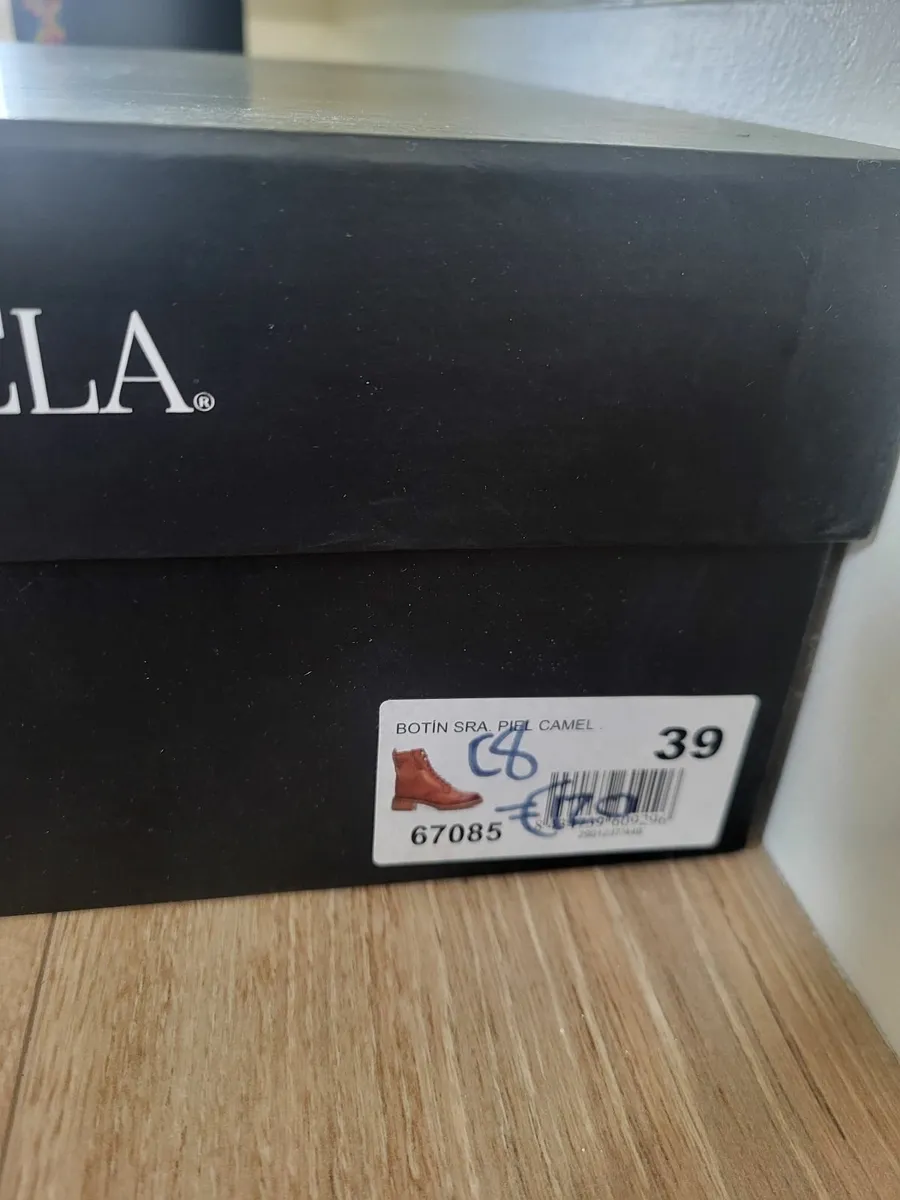 ELA®
BOTÍN SRA. PIEL CAMEL .
39
C8
67085
€120